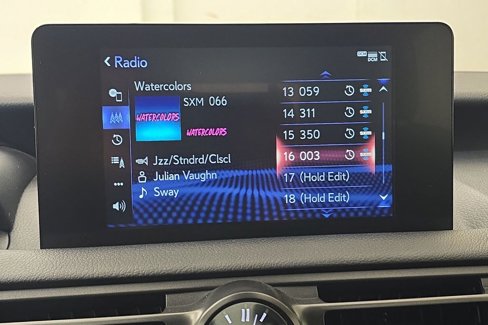 Radio
DCM
Watercolors
SXM 066
WATERCOLORS
WATERCOLORS
Jzz/Stndrd/Clscl
Julian Vaughn
Sway
13 059
14 311
15 350
16 003
17 (Hold Edit)
18 (Hold Edit)